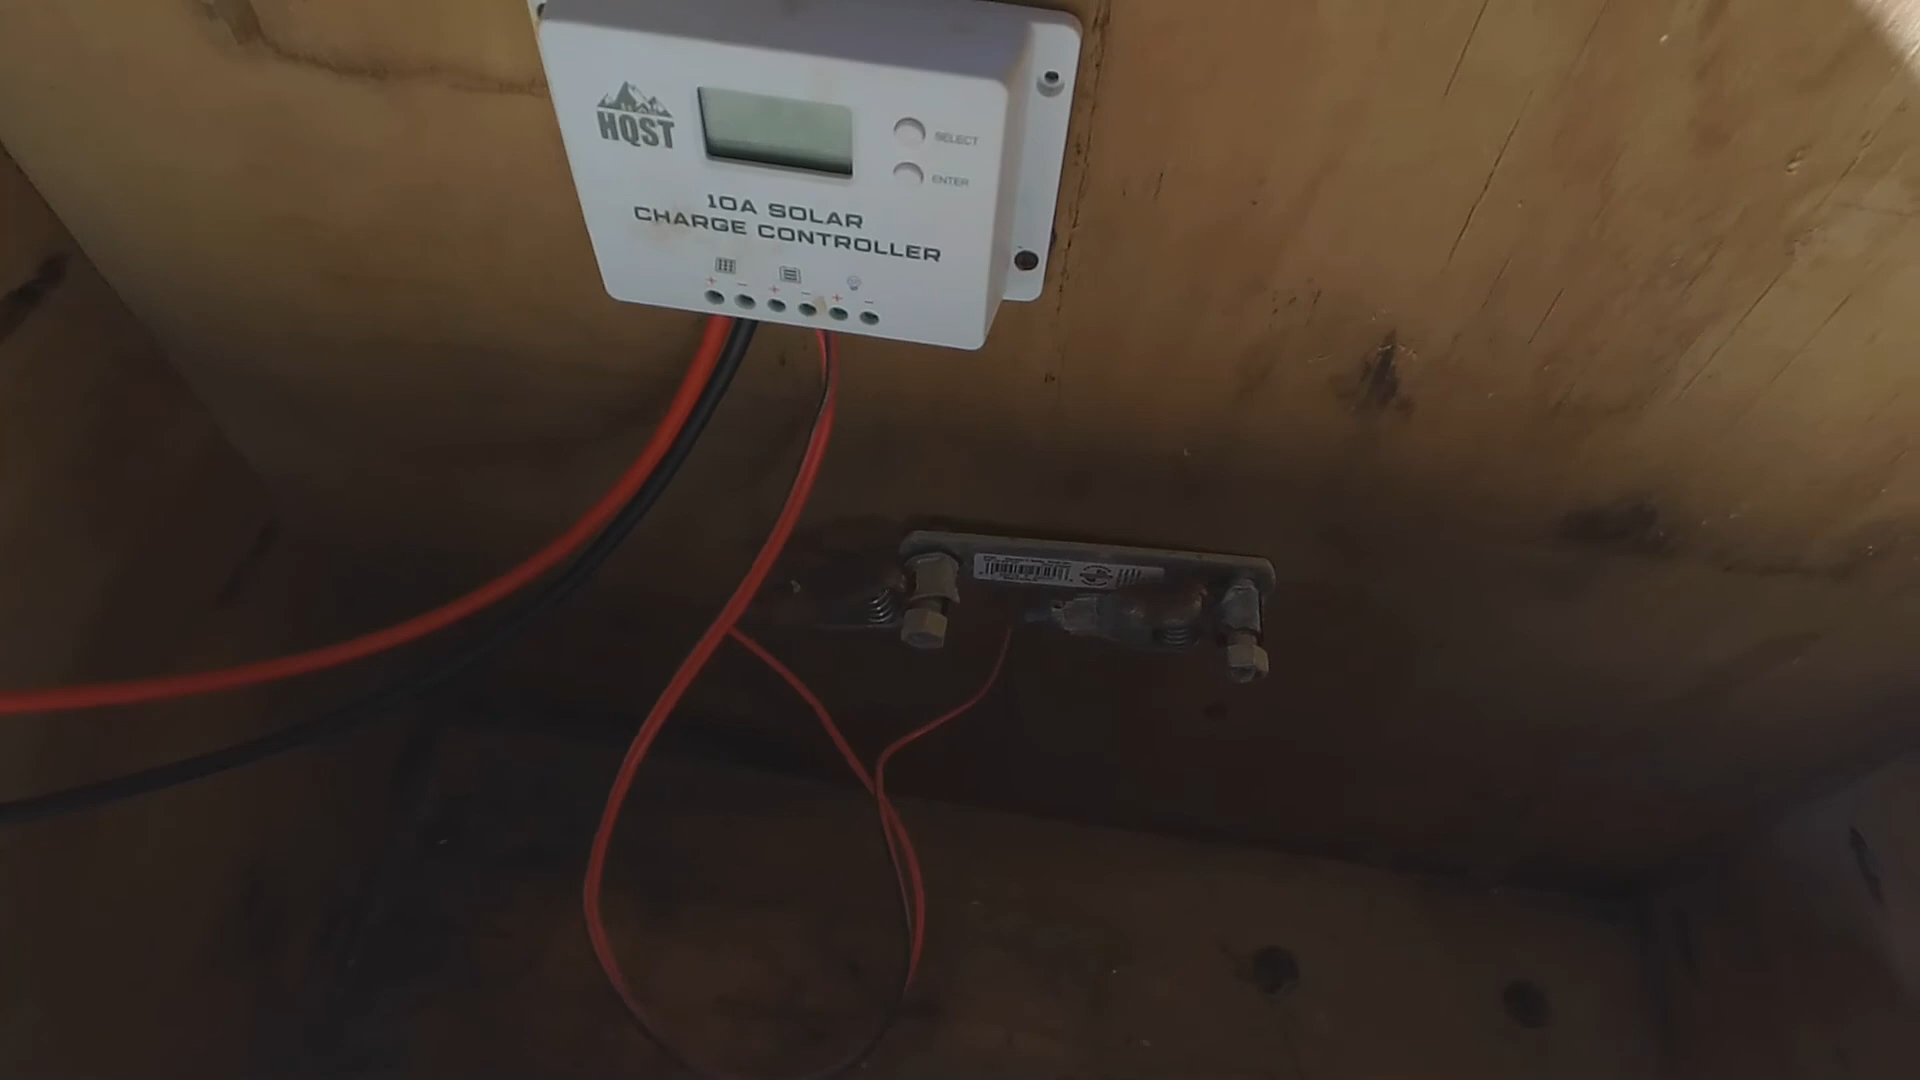 HQST
SELECT
ENTER
10A SOLAR
CHARGE CONTROLLER
+ - + - + -